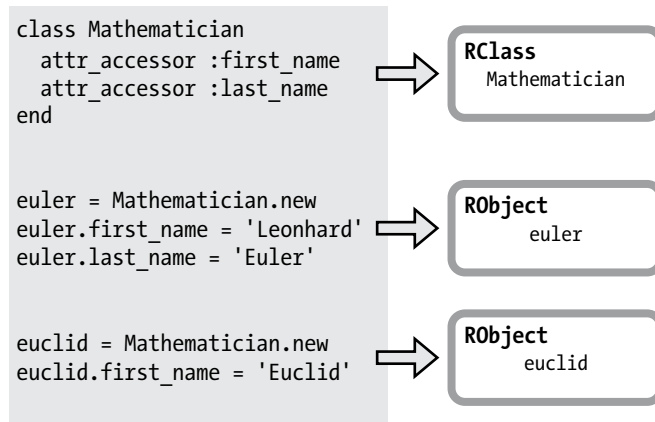 class Mathematician
  attr_accessor :first_name
  attr_accessor :last_name
end
RClass
Mathematician
euler = Mathematician.new
euler.first_name = 'Leonhard'
euler.last_name = 'Euler'
RObject
euler
euclid = Mathematician.new
euclid.first_name = 'Euclid'
RObject
euclid